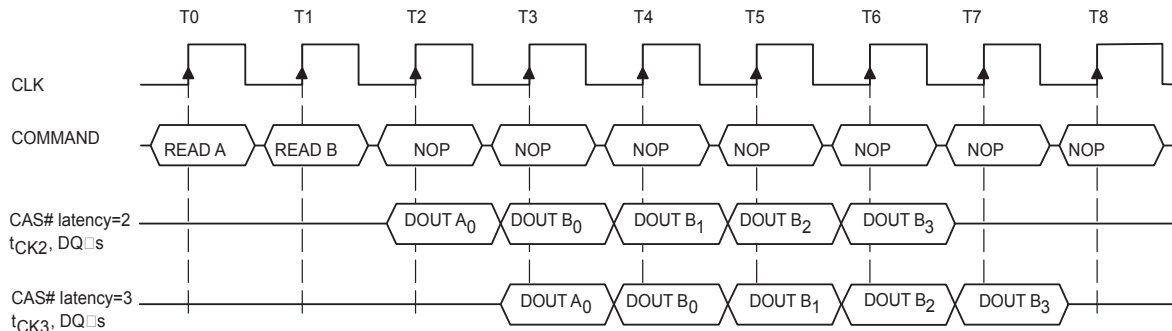 T0 T1 T2 T3 T4 T5 T6 T7 T8
CLK
COMMAND
READ A READ B NOP NOP NOP NOP NOP NOP NOP
CAS# latency=2
tCK2, DQ□s
DOUT A0 DOUT B0 DOUT B1 DOUT B2 DOUT B3
CAS# latency=3
tCK3, DQ□s
DOUT A0 DOUT B0 DOUT B1 DOUT B2 DOUT B3